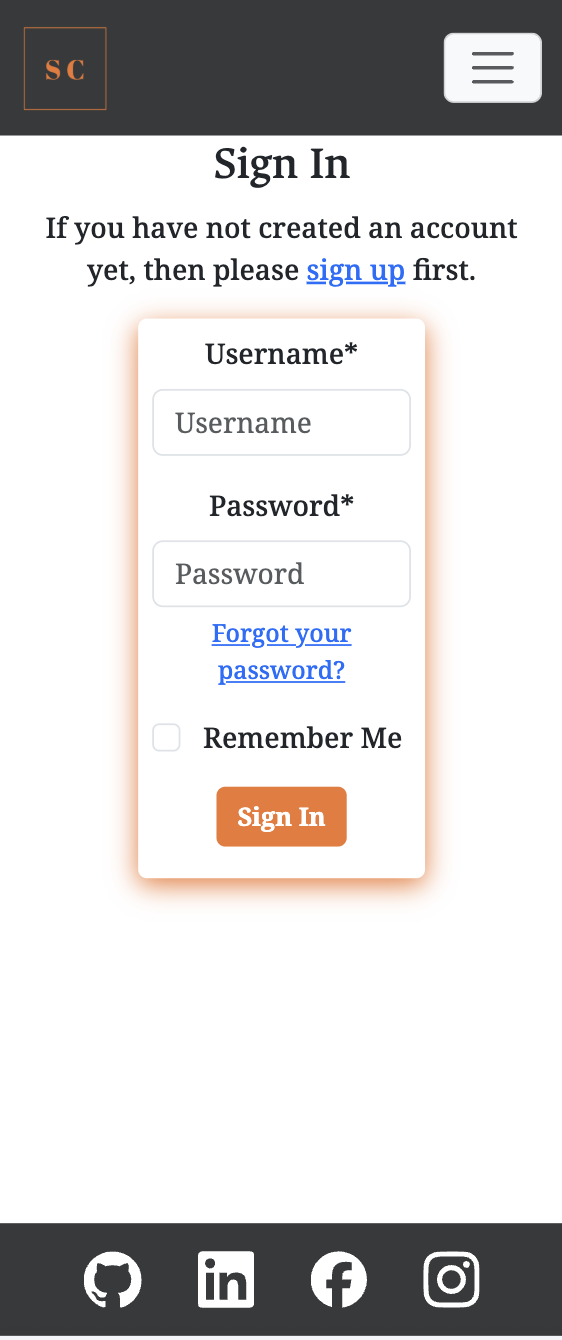 S C
Sign In
If you have not created an account
yet, then please sign up first.
Username*
Username
Password*
Password
Forgot your
password?
Remember Me
Sign In